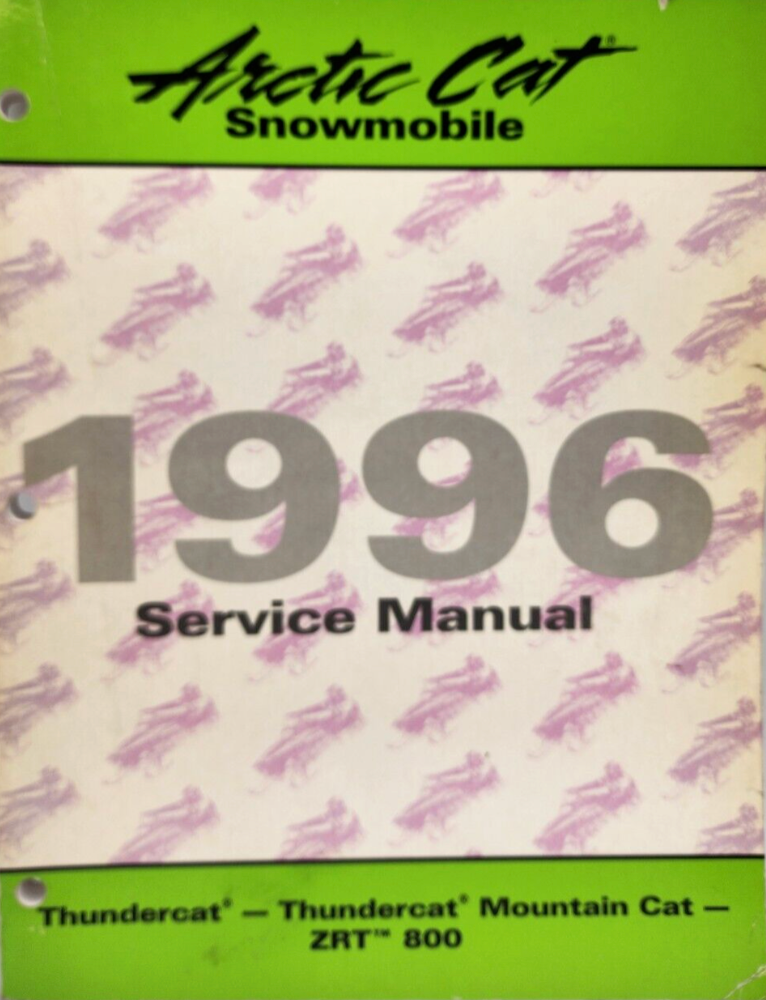 Arctic Cat®
Snowmobile
1996
Service Manual
Thundercat® — Thundercat® Mountain Cat —
ZRT™ 800